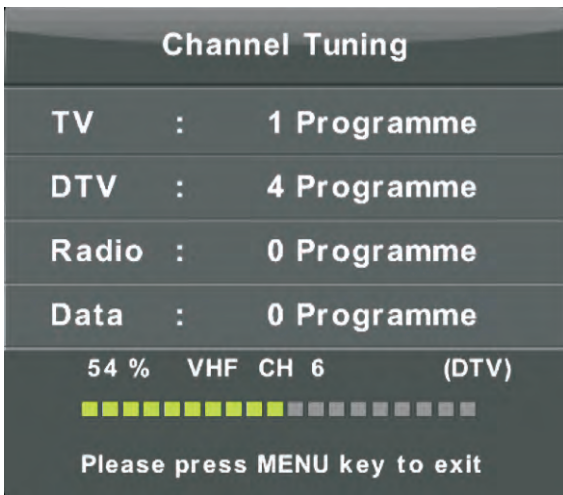 Channel Tuning
TV : 1 Programme
DTV : 4 Programme
Radio : 0 Programme
Data : 0 Programme
54 % VHF CH 6 (DTV)
Please press MENU key to exit